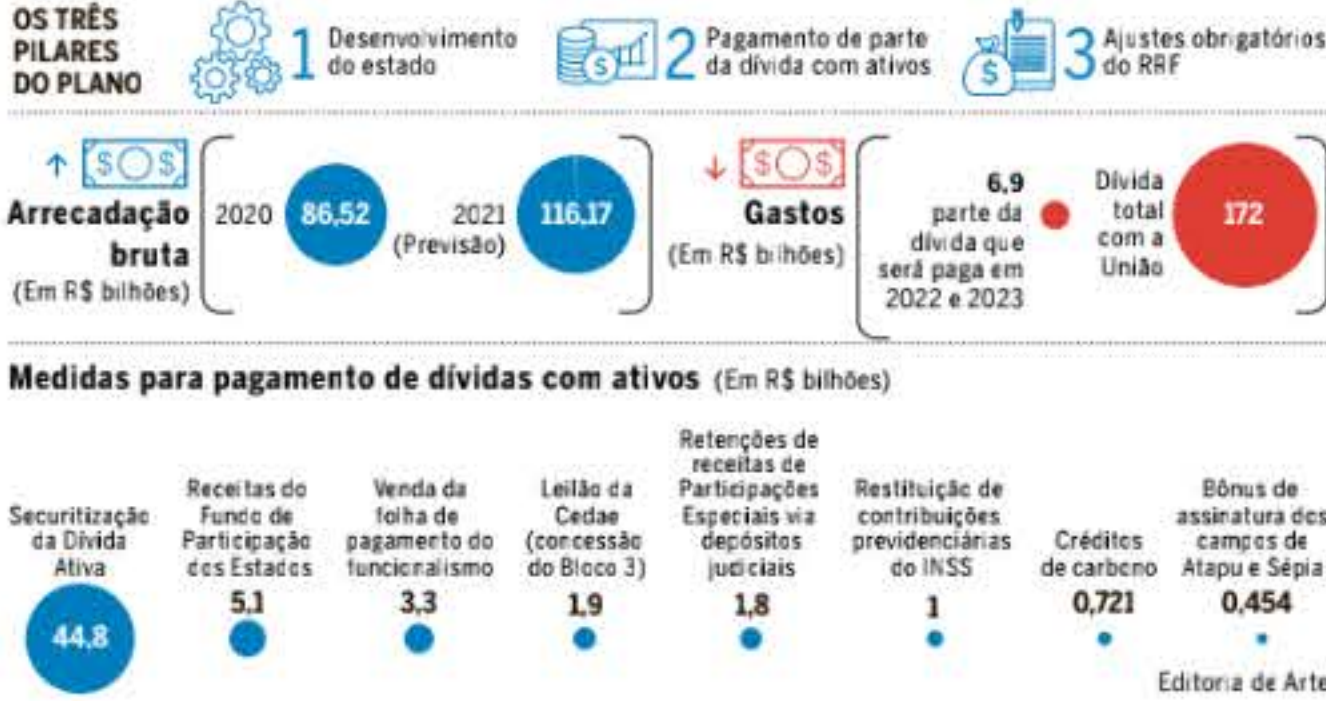 OS TRÊS
PILARES
DO PLANO
1 Desenvolvimento
do estado
2 Pagamento de parte
da dívida com ativos
3 Ajustes obrigatórios
do RRF
$ $
Arrecadação
bruta
(Em R$ bilhões)
2020
86,52
2021
(Previsão)
116,17
$ $
Gastos
(Em R$ bilhões)
6,9
parte da
dívida que
será paga em
2022 e 2023
Dívida
total
com a
União
172
Medidas para pagamento de dívidas com ativos (Em R$ bilhões)
Securitização
da Dívida
Ativa
44,8
Receitas do
Fundo de
Participação
dos Estados
5,1
Venda da
folha de
pagamento do
funcionalismo
3,3
Leilão da
Cedae
(concessão
do Bloco 3)
1,9
Retenções de
receitas de
Participações
Especiais via
depósitos
judiciais
1,8
Restituição de
contribuições
previdenciárias
do INSS
1
Créditos
de carbono
0,721
Bônus de
assinatura dos
campos de
Atapu e Sépia
0,454
Editoria de Arte